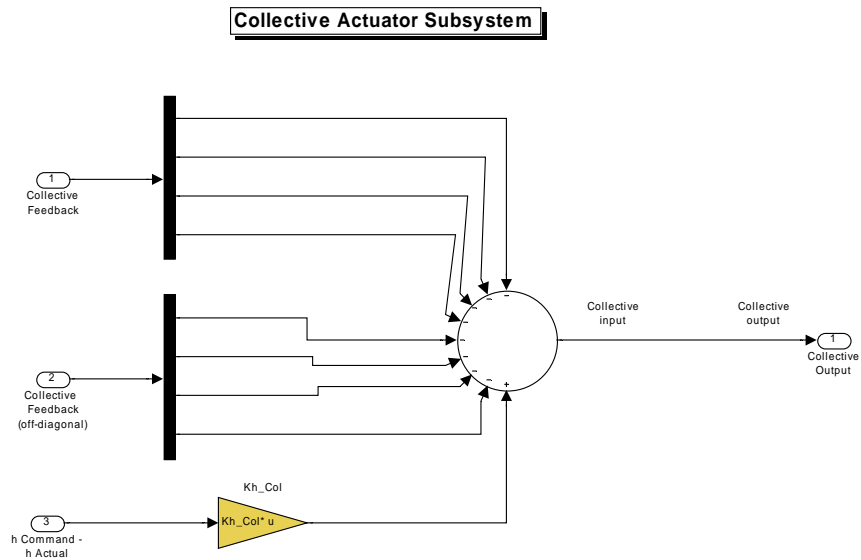 Collective Actuator Subsystem
1
Collective
Feedback
2
Collective
Feedback
(off-diagonal)
3
h Command -
h Actual
Kh_Col
Kh_Col* u
-
-
-
-
-
-
-
-
+
Collective
input
Collective
output
1
Collective
Output